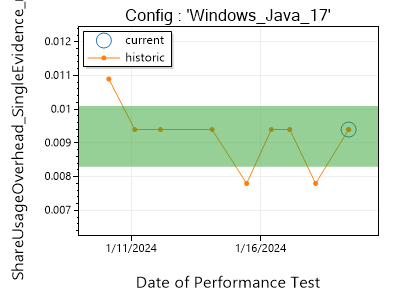 Config : 'Windows_Java_17'
current
historic
0.012
0.011
0.01
0.009
0.008
0.007
ShareUsageOverhead_SingleEvidence_
1/11/2024
1/16/2024
Date of Performance Test